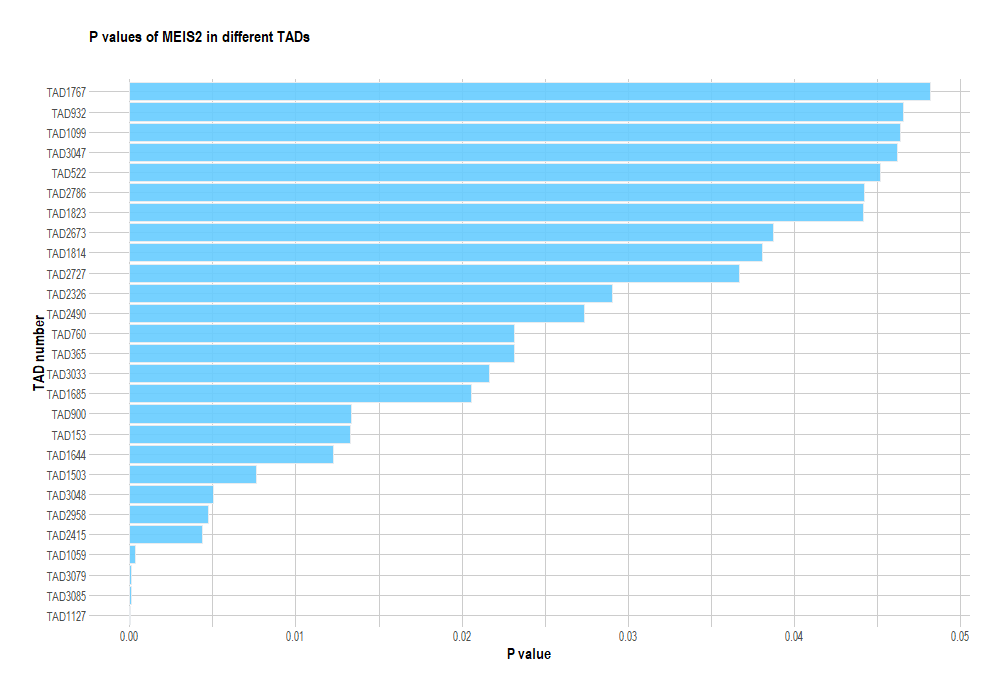 P values of MEIS2 in different TADs
TAD number
TAD1767
TAD932
TAD1099
TAD3047
TAD522
TAD2786
TAD1823
TAD2673
TAD1814
TAD2727
TAD2326
TAD2490
TAD760
TAD365
TAD3033
TAD1685
TAD900
TAD153
TAD1644
TAD1503
TAD3048
TAD2958
TAD2415
TAD1059
TAD3079
TAD3085
TAD1127
0.00 0.01 0.02 0.03 0.04 0.05
P value